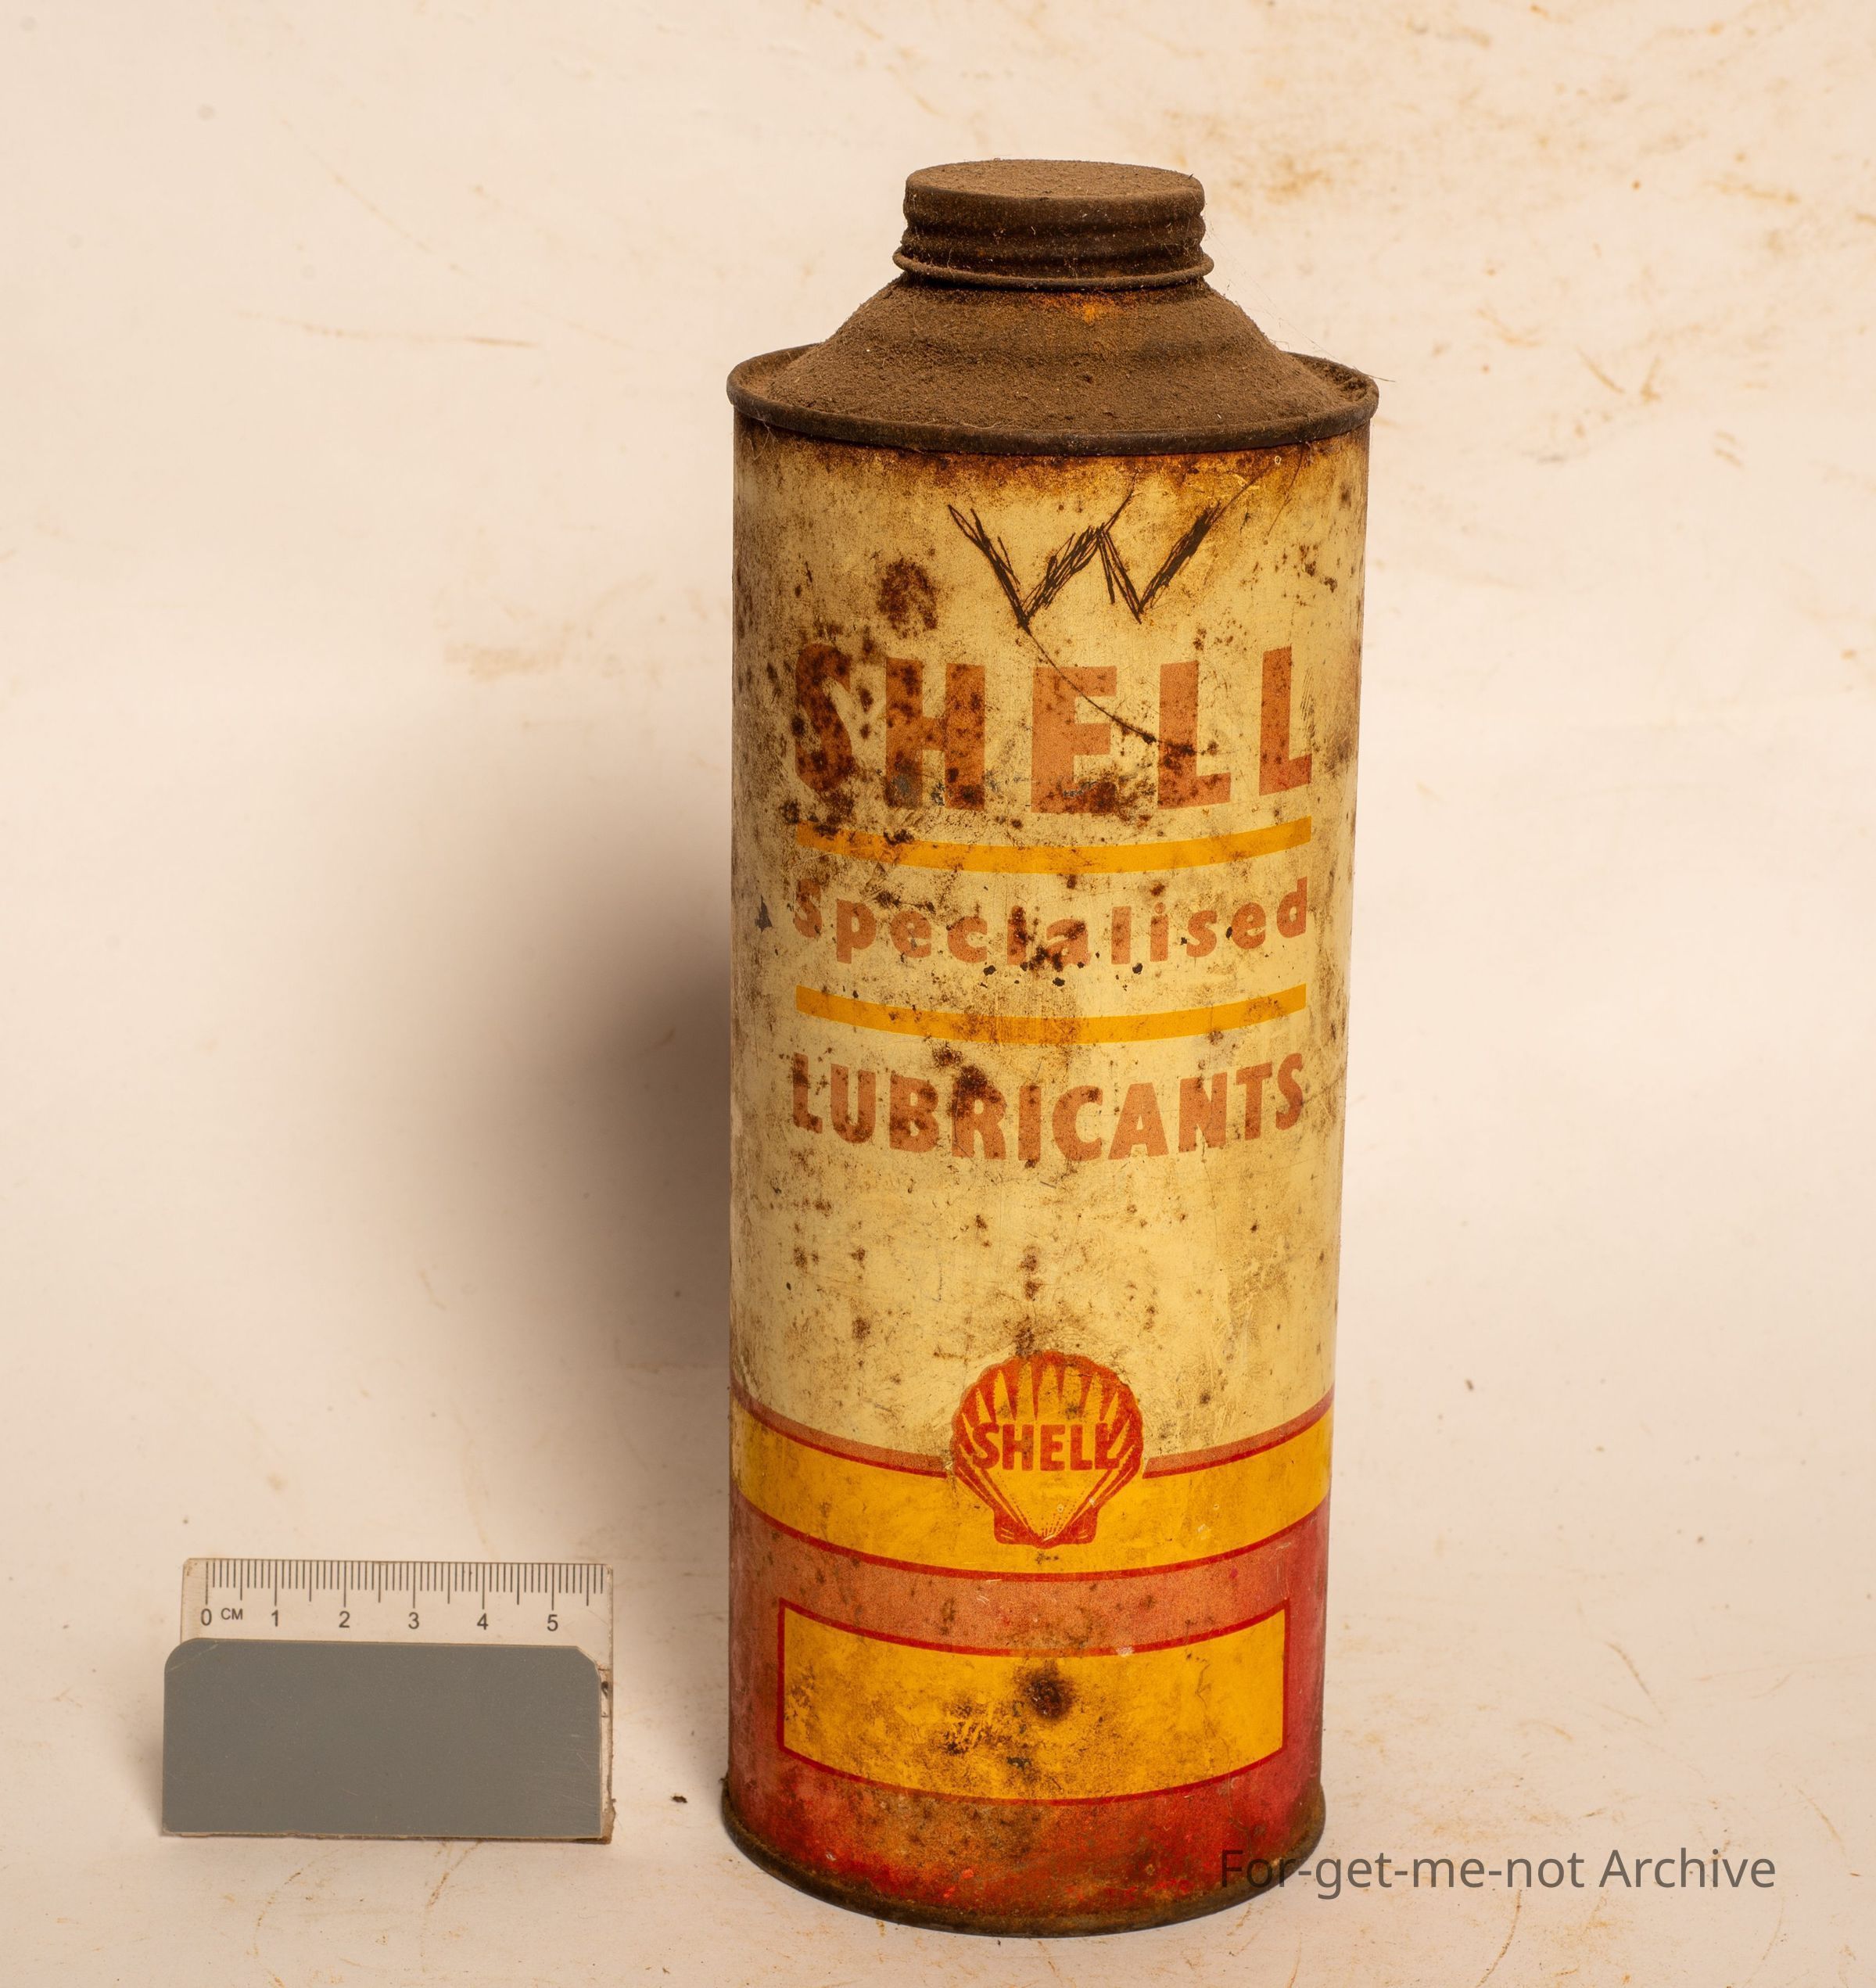 W
SHELL
Specialised
LUBRICANTS
SHELL
0 CM 1 2 3 4 5
For-get-me-not Archive